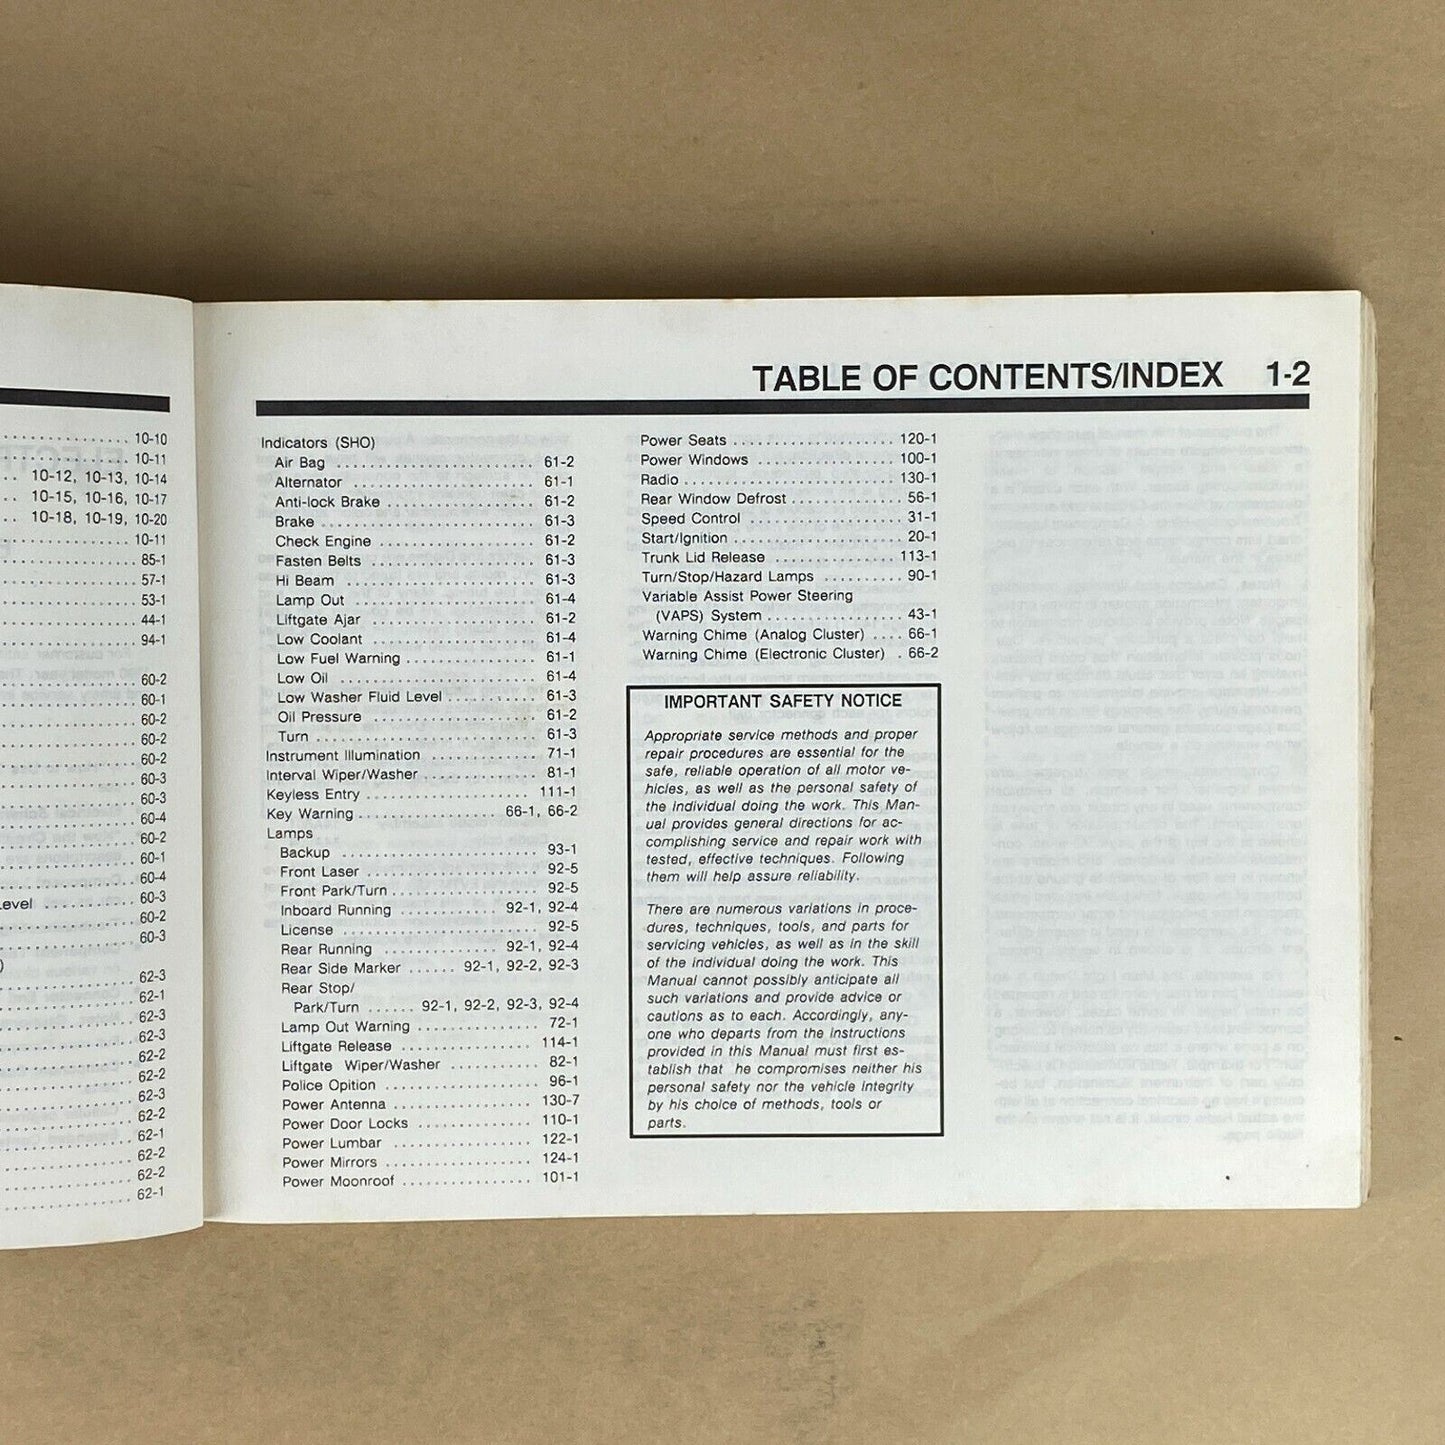 10-10
10-11
10-12, 10-13, 10-14
10-15, 10-16, 10-17
10-18, 10-19, 10-20
10-11
85-1
57-1
53-1
44-1
94-1
60-2
60-1
60-2
60-2
60-2
60-3
60-3
60-4
60-2
60-1
60-4
evel ............ 60-3
60-2
60-3
)
62-3
62-1
62-3
62-3
62-2
62-2
62-3
62-2
62-1
62-2
62-2
62-1
TABLE OF CONTENTS/INDEX 1-2
Indicators (SHO)
Air Bag ........................ 61-2
Alternator ....................... 61-1
Anti-lock Brake .................. 61-2
Brake .......................... 61-3
Check Engine ................... 61-2
Fasten Belts .................... 61-3
Hi Beam ........................ 61-3
Lamp Out ...................... 61-4
Liftgate Ajar .................... 61-2
Low Coolant .................... 61-4
Low Fuel Warning ................ 61-1
Low Oil ........................ 61-4
Low Washer Fluid Level ........... 61-3
Oil Pressure .................... 61-2
Turn ........................... 61-3
Instrument Illumination ............ 71-1
Interval Wiper/Washer .............. 81-1
Keyless Entry .................... 111-1
Key Warning .................. 66-1, 66-2
Lamps
Backup ........................ 93-1
Front Laser ..................... 92-5
Front Park/Turn .................. 92-5
Inboard Running ............ 92-1, 92-4
License ........................ 92-5
Rear Running .............. 92-1, 92-4
Rear Side Marker ...... 92-1, 92-2, 92-3
Rear Stop/
Park/Turn ...... 92-1, 92-2, 92-3, 92-4
Lamp Out Warning ............... 72-1
Liftgate Release ................. 114-1
Liftgate Wiper/Washer ............ 82-1
Police Opition ................... 96-1
Power Antenna .................. 130-7
Power Door Locks ............... 110-1
Power Lumbar .................. 122-1
Power Mirrors ................... 124-1
Power Moonroof ................. 101-1
Power Seats .................... 120-1
Power Windows ................. 100-1
Radio .......................... 130-1
Rear Window Defrost .............. 56-1
Speed Control ................... 31-1
Start/Ignition .................... 20-1
Trunk Lid Release ................ 113-1
Turn/Stop/Hazard Lamps ........... 90-1
Variable Assist Power Steering
(VAPS) System .................. 43-1
Warning Chime (Analog Cluster) .... 66-1
Warning Chime (Electronic Cluster) . 66-2
IMPORTANT SAFETY NOTICE
Appropriate service methods and proper
repair procedures are essential for the
safe, reliable operation of all motor ve-
hicles, as well as the personal safety of
the individual doing the work. This Man-
ual provides general directions for ac-
complishing service and repair work with
tested, effective techniques. Following
them will help assure reliability.
There are numerous variations in proce-
dures, techniques, tools, and parts for
servicing vehicles, as well as in the skill
of the individual doing the work. This
Manual cannot possibly anticipate all
such variations and provide advice or
cautions as to each. Accordingly, any-
one who departs from the instructions
provided in this Manual must first es-
tablish that he compromises neither his
personal safety nor the vehicle integrity
by his choice of methods, tools or
parts.